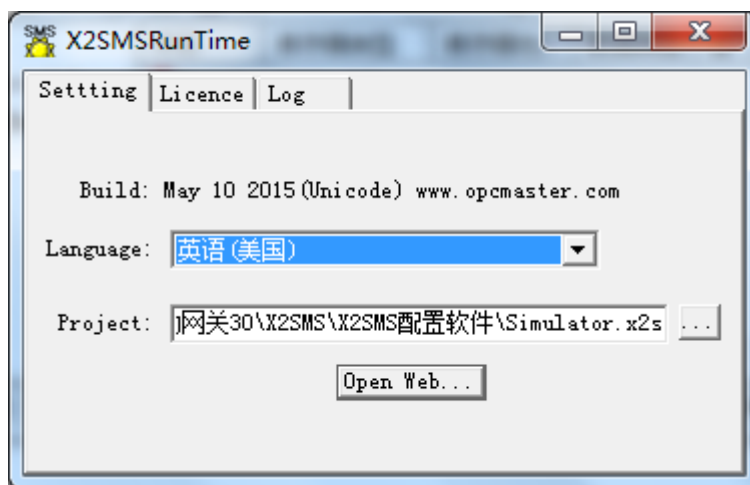 SMS
X2SMSRunTime
Settting Licence Log
Build: May 10 2015(Unicode) www.opcmaster.com
Language: 英语(美国)
Project: 网关30\X2SMS\X2SMS配置软件\Simulator.x2s ...
Open Web...